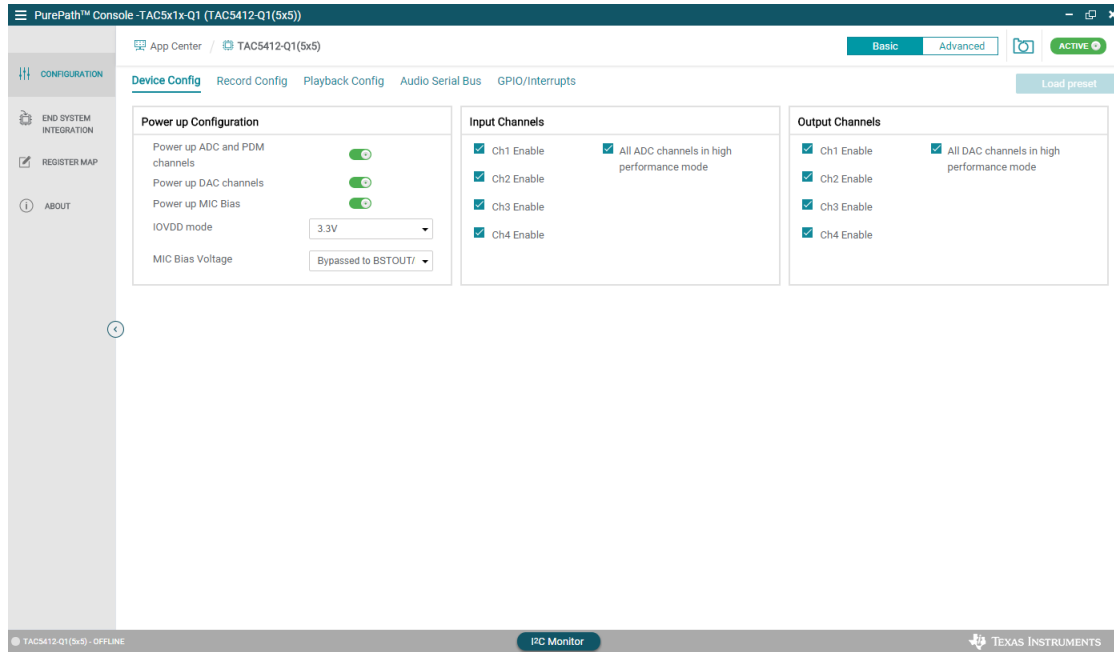 PurePath™ Console -TAC5x1x-Q1 (TAC5412-Q1(5x5))
App Center / TAC5412-Q1(5x5)
Basic
Advanced
ACTIVE
CONFIGURATION
END SYSTEM
INTEGRATION
REGISTER MAP
ABOUT
Device Config
Record Config
Playback Config
Audio Serial Bus
GPIO/Interrupts
Load preset
Power up Configuration
Power up ADC and PDM
channels
Power up DAC channels
Power up MIC Bias
IOVDD mode
3.3V
MIC Bias Voltage
Bypassed to BSTOUT/
Input Channels
Ch1 Enable
Ch2 Enable
Ch3 Enable
Ch4 Enable
All ADC channels in high
performance mode
Output Channels
Ch1 Enable
Ch2 Enable
Ch3 Enable
Ch4 Enable
All DAC channels in high
performance mode
TAC5412-Q1(5x5) - OFFLINE
I²C Monitor
TEXAS INSTRUMENTS